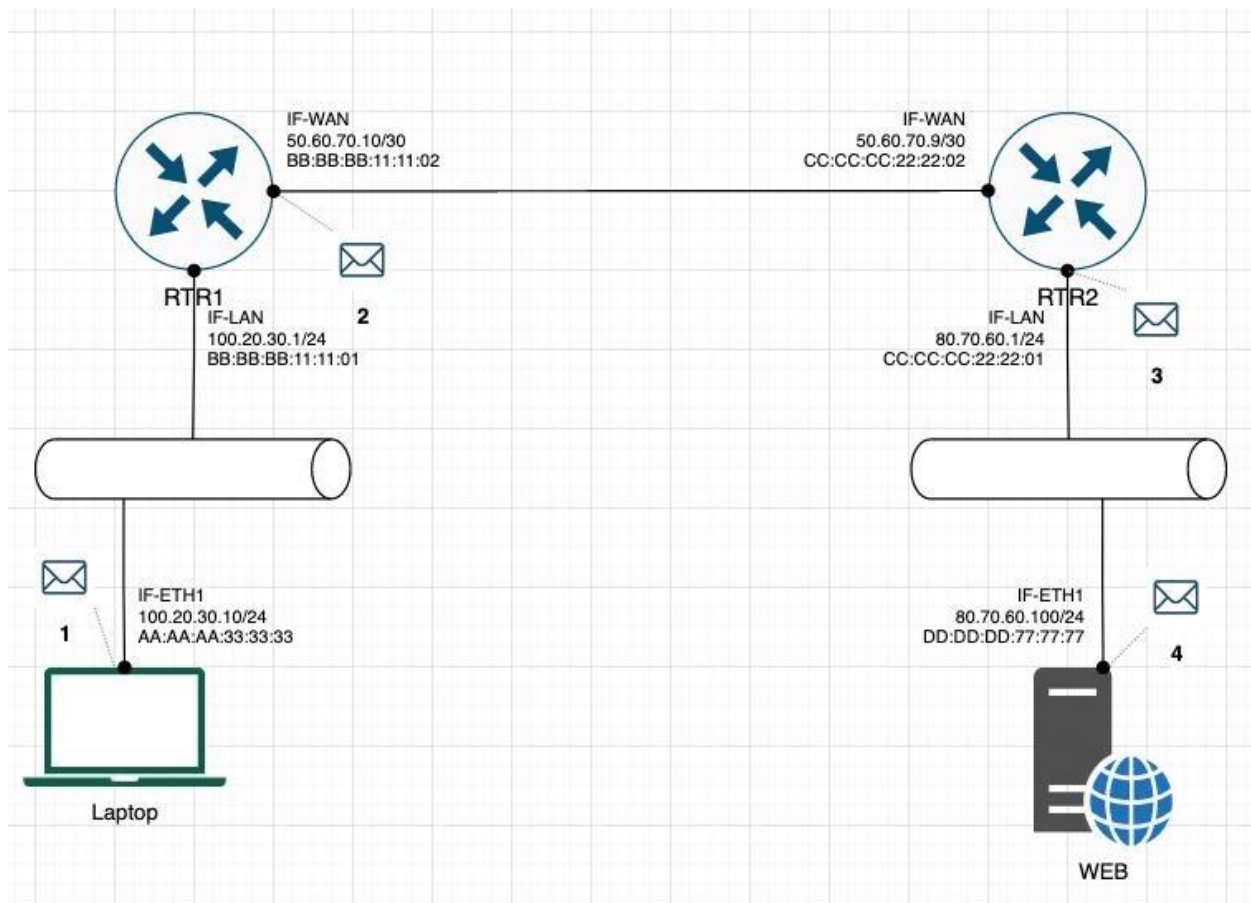 IF-WAN
50.60.70.10/30
BB:BB:BB:11:11:02
IF-WAN
50.60.70.9/30
CC:CC:CC:22:22:02
RTR1
2
IF-LAN
100.20.30.1/24
BB:BB:BB:11:11:01
RTR2
IF-LAN
80.70.60.1/24
CC:CC:CC:22:22:01
3
1
IF-ETH1
100.20.30.10/24
AA:AA:AA:33:33:33
Laptop
IF-ETH1
80.70.60.100/24
DD:DD:DD:77:77:77
4
WEB